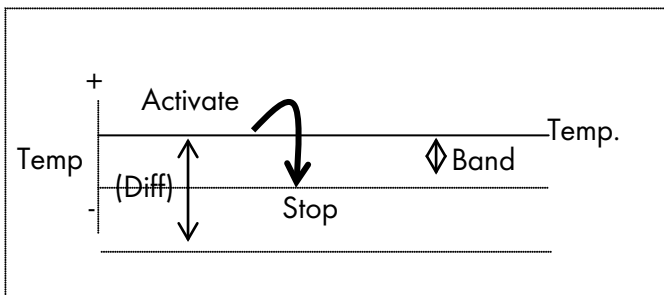 +
Activate
Temp.
Temp
Band
(Diff)
-
Stop